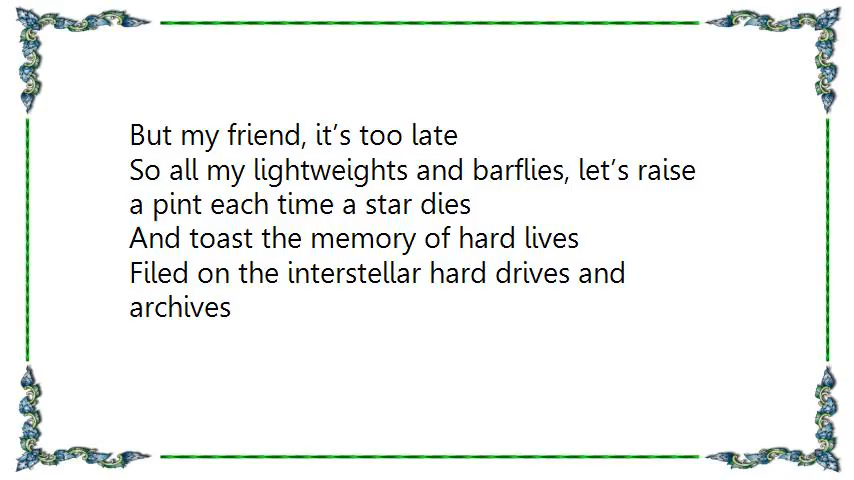 But my friend, it’s too late
So all my lightweights and barflies, let’s raise
a pint each time a star dies
And toast the memory of hard lives
Filed on the interstellar hard drives and
archives